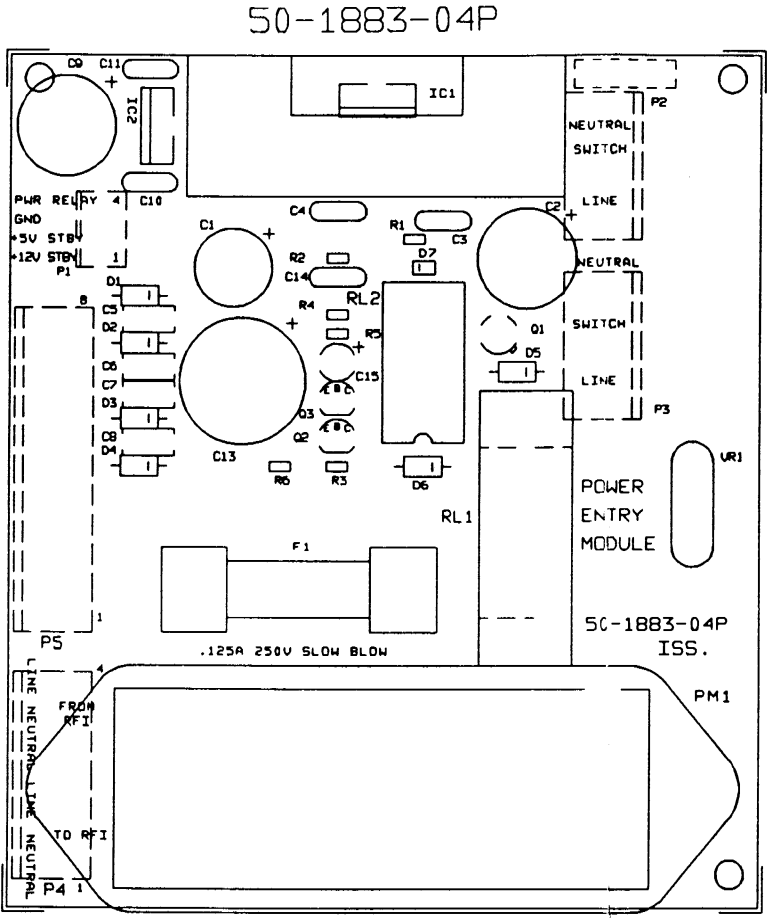 50-1883-04P
C9
C11
+
IC2
IC1
P2
NEUTRAL
SWITCH
LINE
PWR RELAY 4
GND
+5V STBY
+12V STBY 1
P1
C10
C4
C1
+
R1
C3
C2
+
R2
D7
C14
NEUTRAL
D1
8
C5
D2
RL2
R4
+
R5
+
Q1
SWITCH
D5
C6
C7
C15
LINE
D3
E B C
Q3
P3
C8
E B C
Q2
D4
C13
R6
R3
D6
VR1
POWER
ENTRY
MODULE
RL1
F1
1
P5
.125A 250V SLOW BLOW
50-1883-04P
ISS.
4
LINE NEUTRAL LINE NEUTRAL
FROM
RFI
PM1
TO RFI
P4 1